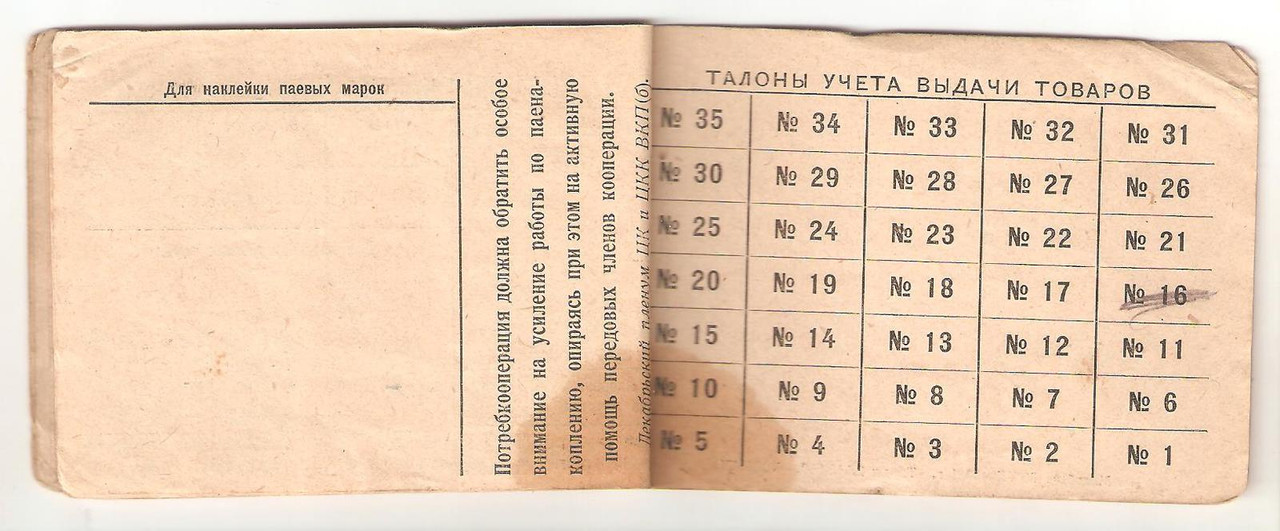 Для наклейки паевых марок
Потребкооперация должна обратить особое
внимание на усиление работы по паена-
коплению, опираясь при этом на активную
помощь передовых членов кооперации.
Декабрьский пленум ЦК и ЦКК ВКП(б).
ТАЛОНЫ УЧЕТА ВЫДАЧИ ТОВАРОВ
№ 35 № 34 № 33 № 32 № 31
№ 30 № 29 № 28 № 27 № 26
№ 25 № 24 № 23 № 22 № 21
№ 20 № 19 № 18 № 17 № 16
№ 15 № 14 № 13 № 12 № 11
№ 10 № 9 № 8 № 7 № 6
№ 5 № 4 № 3 № 2 № 1